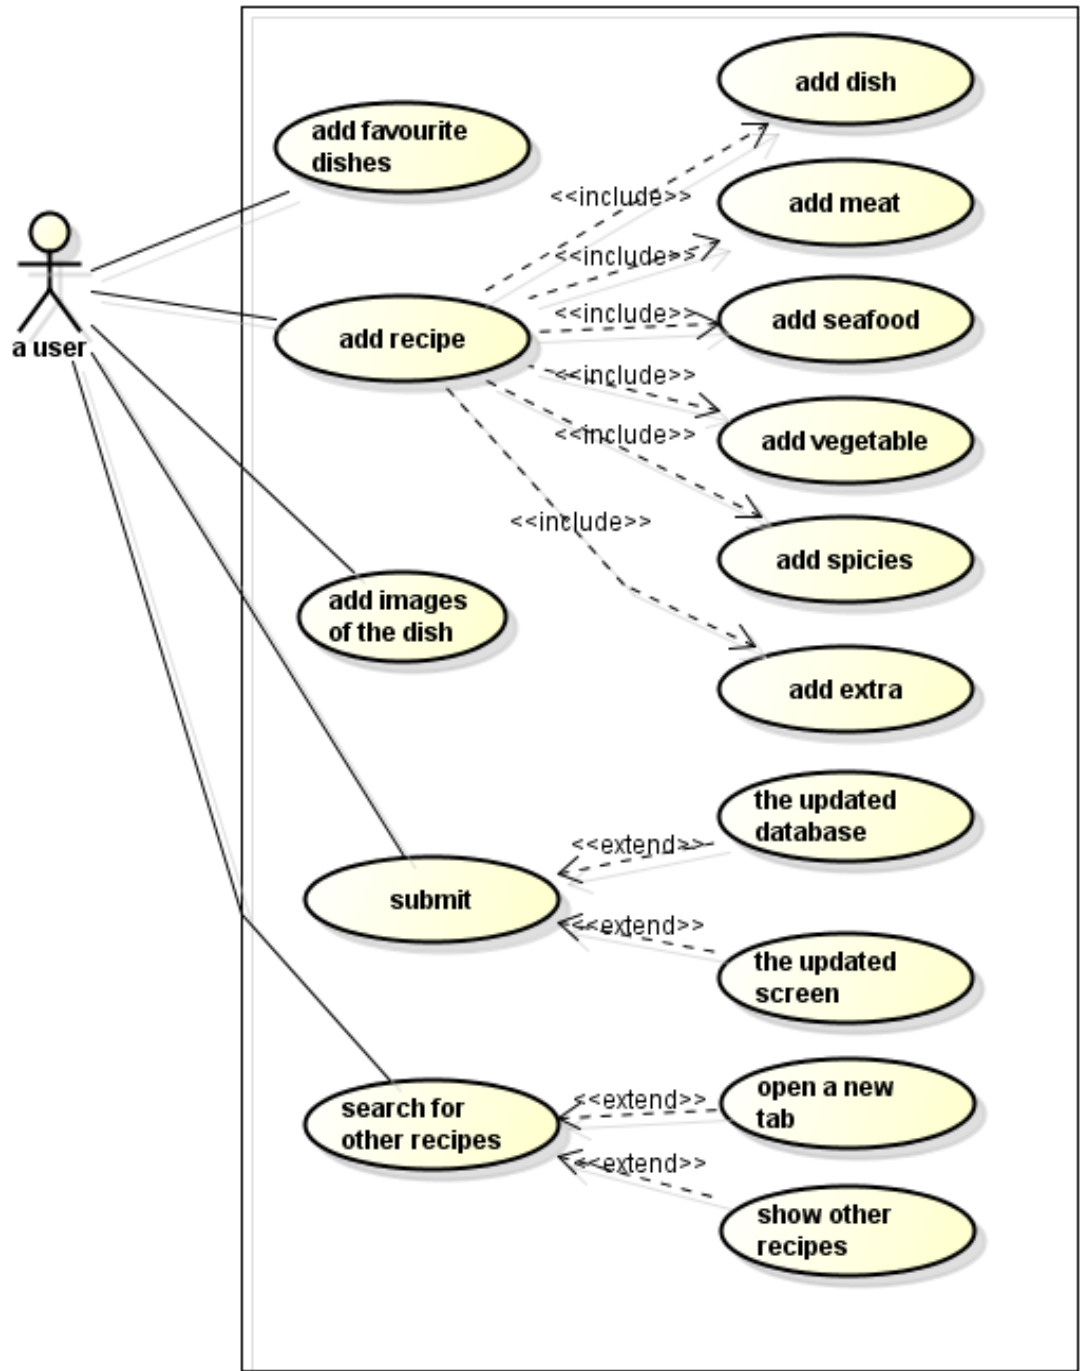 add dish
add favourite
dishes
<<include>>
add meat
<<include>>
<<include>>
add seafood
a user
add recipe
<<include>>
<<include>>
add vegetable
<<include>>
add spicies
add images
of the dish
add extra
the updated
database
<<extend>>
submit
<<extend>>
the updated
screen
search for
other recipes
<<extend>>
open a new
tab
<<extend>>
show other
recipes